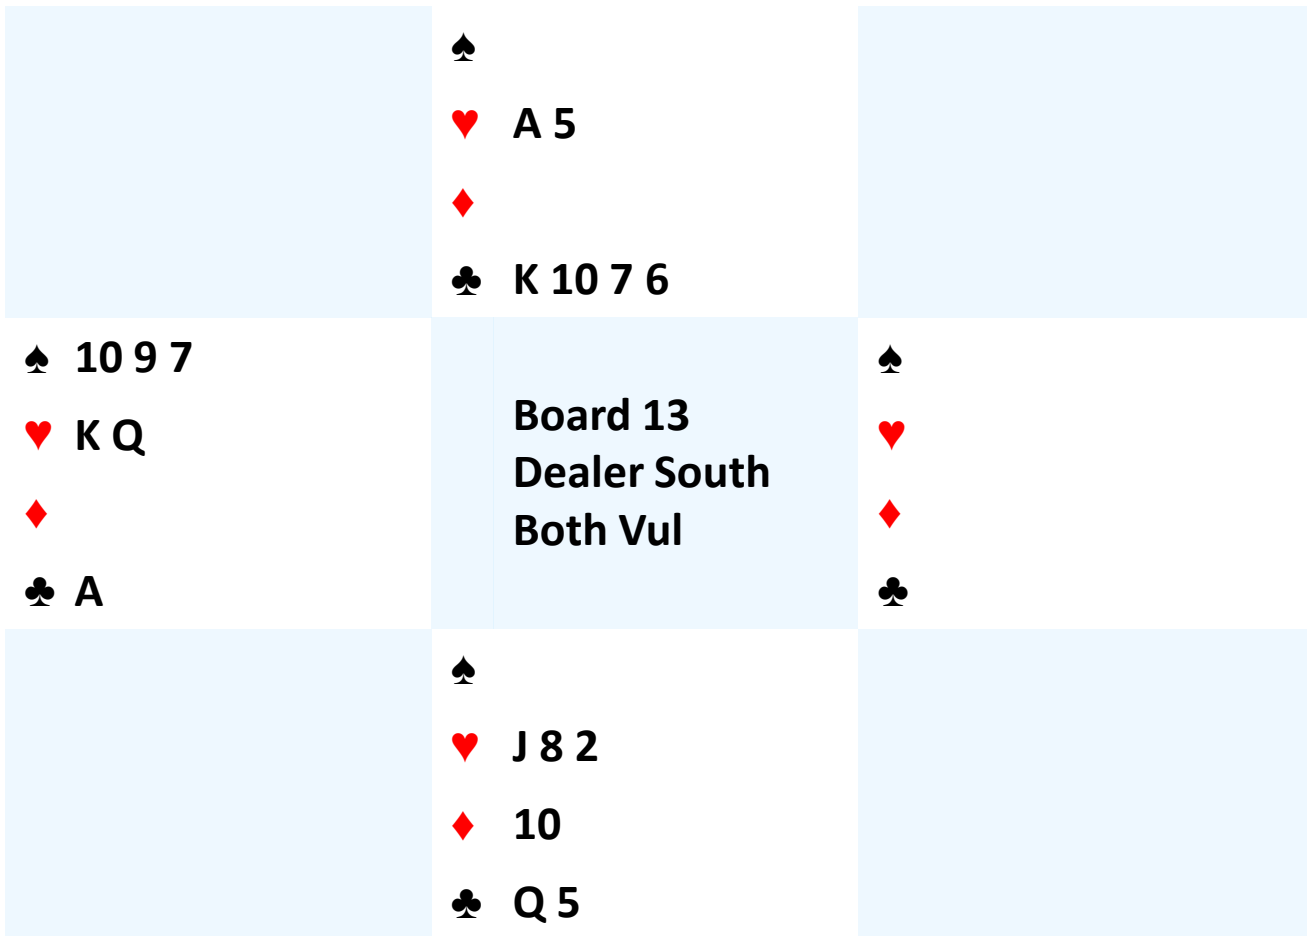 ♠
♥ A 5
♦
♣ K 10 7 6
♠ 10 9 7
♥ K Q
♦
♣ A
Board 13
Dealer South
Both Vul
♠
♥
♦
♣
♠
♥ J 8 2
♦ 10
♣ Q 5